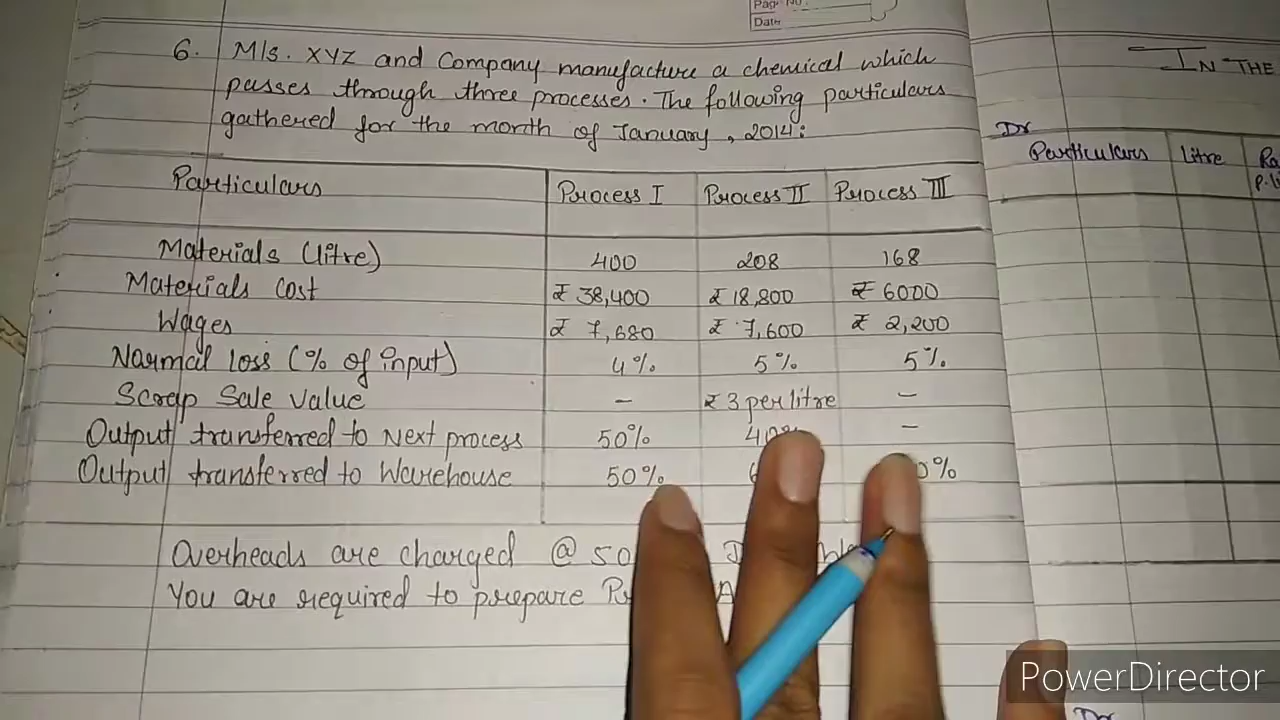 Pag No.
Date
6. M/s. XYZ and Company manufacture a chemical which
passes through three processes. The following particulars
gathered for the month of January, 2014:
Particulars Process I Process II Process III
Materials (litre) 400 208 168
Materials Cost ₹ 38,400 ₹ 18,800 ₹ 6000
Wages ₹ 7,680 ₹ 7,600 ₹ 2,200
Normal loss (% of input) 4% 5% 5%
Scrap Sale value - ₹ 3 per litre -
Output transferred to Next process 50% -
Output transferred to Warehouse 50% 0%
Overheads are charged @ 50
You are required to prepare
IN THE
Dr
Particulars Litre
Dr
PowerDirector